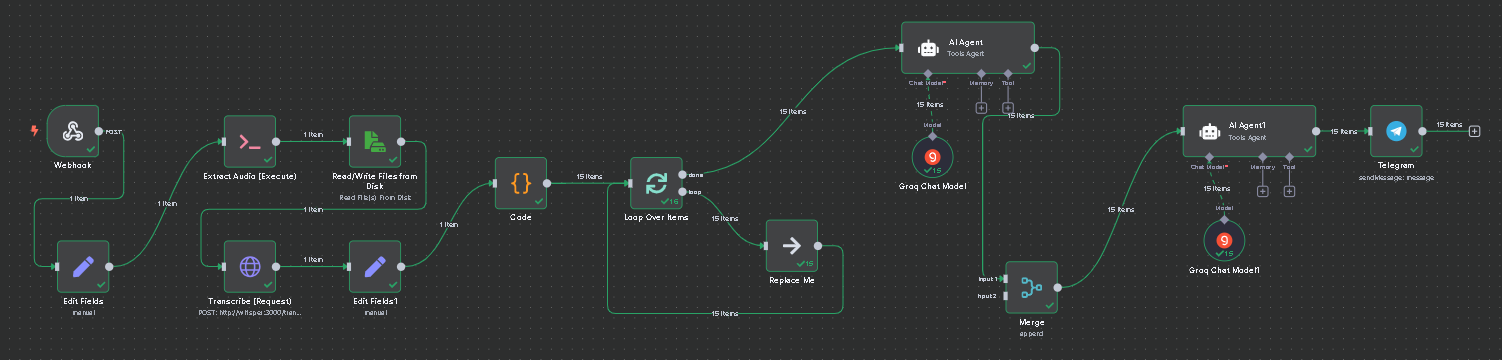 AI Agent
Tools Agent
Chat Model*
Memory
Tool
15 items
15 items
15 items
Model
Groq Chat Model
15
POST
Webhook
1 item
1 item
Extract Audio (Execute)
1 item
Read/Write Files from
Disk
Read File(s) From Disk
1 item
Edit Fields
manual
Transcribe (Request)
POST: http://whisper:3000/tran...
1 item
Edit Fields1
manual
1 item
Code
15 items
Loop Over Items
15
done
loop
15 items
Replace Me
15
15 items
Input 1
Input 2
Merge
append
15 items
AI Agent1
Tools Agent
Chat Model*
Memory
Tool
15 items
Model
Groq Chat Model1
15
15 items
Telegram
sendMessage: message
15 items